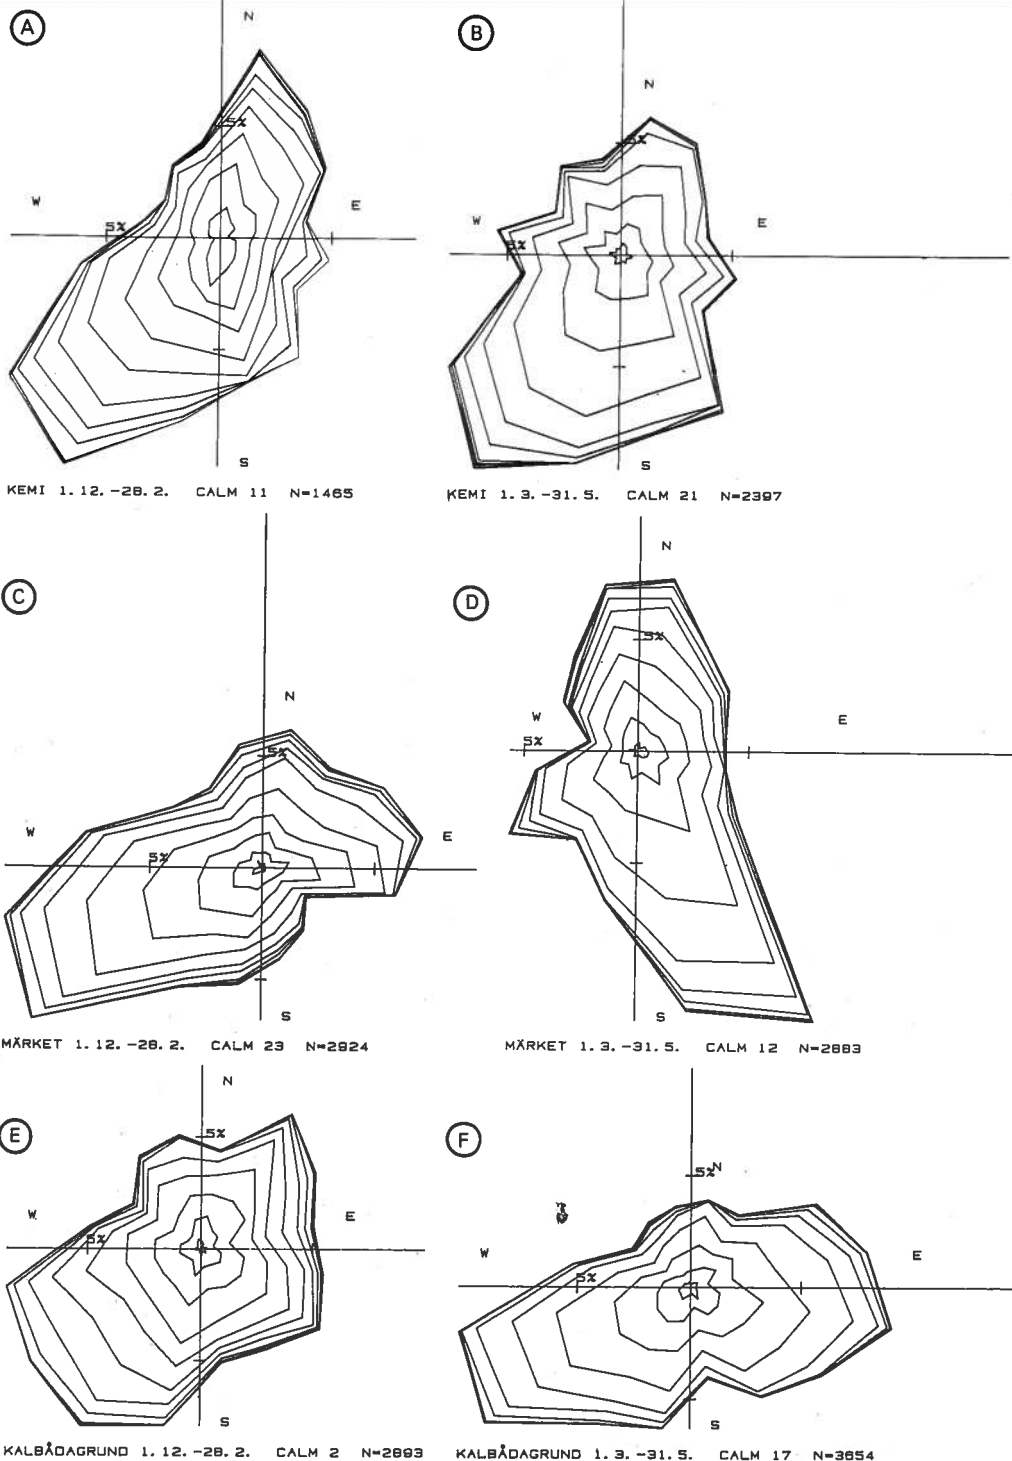 A
N
5%
W
5%
E
S
KEMI 1.12.-28.2. CALM 11 N=1465
B
N
5%
W
5%
E
S
KEMI 1.3.-31.5. CALM 21 N=2397
C
N
5%
W
5%
E
S
MÄRKET 1.12.-28.2. CALM 23 N=2924
D
N
5%
W
5%
E
S
MÄRKET 1.3.-31.5. CALM 12 N=2883
E
N
5%
W
5%
E
S
KALBÅDAGRUND 1.12.-28.2. CALM 2 N=2893
F
5%N
W
5%
E
S
KALBÅDAGRUND 1.3.-31.5. CALM 17 N=3654